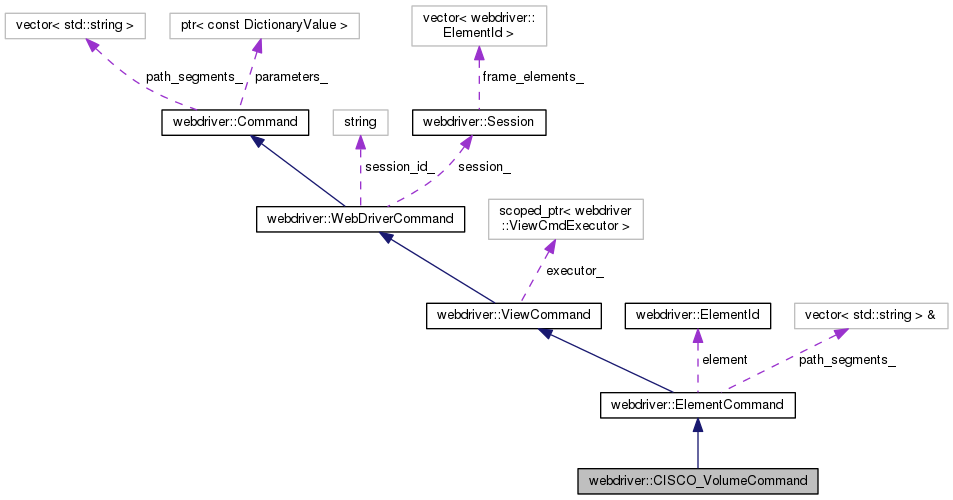 vector< std::string >
ptr< const DictionaryValue >
vector< webdriver::
ElementId >
path_segments_
parameters_
frame_elements_
webdriver::Command
string
webdriver::Session
session_id_
session_
webdriver::WebDriverCommand
scoped_ptr< webdriver
::ViewCmdExecutor >
executor_
webdriver::ViewCommand
webdriver::ElementId
vector< std::string > &
element
path_segments_
webdriver::ElementCommand
webdriver::CISCO_VolumeCommand